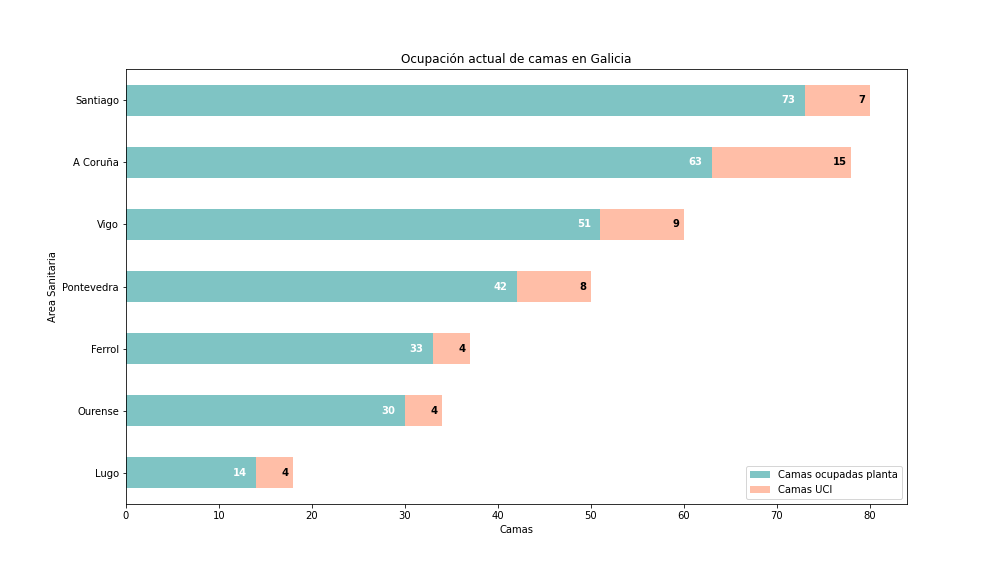 Ocupación actual de camas en Galicia
Area Sanitaria
Santiago 73 7
A Coruña 63 15
Vigo 51 9
Pontevedra 42 8
Ferrol 33 4
Ourense 30 4
Lugo 14 4
Camas ocupadas planta
Camas UCI
0 10 20 30 40 50 60 70 80
Camas